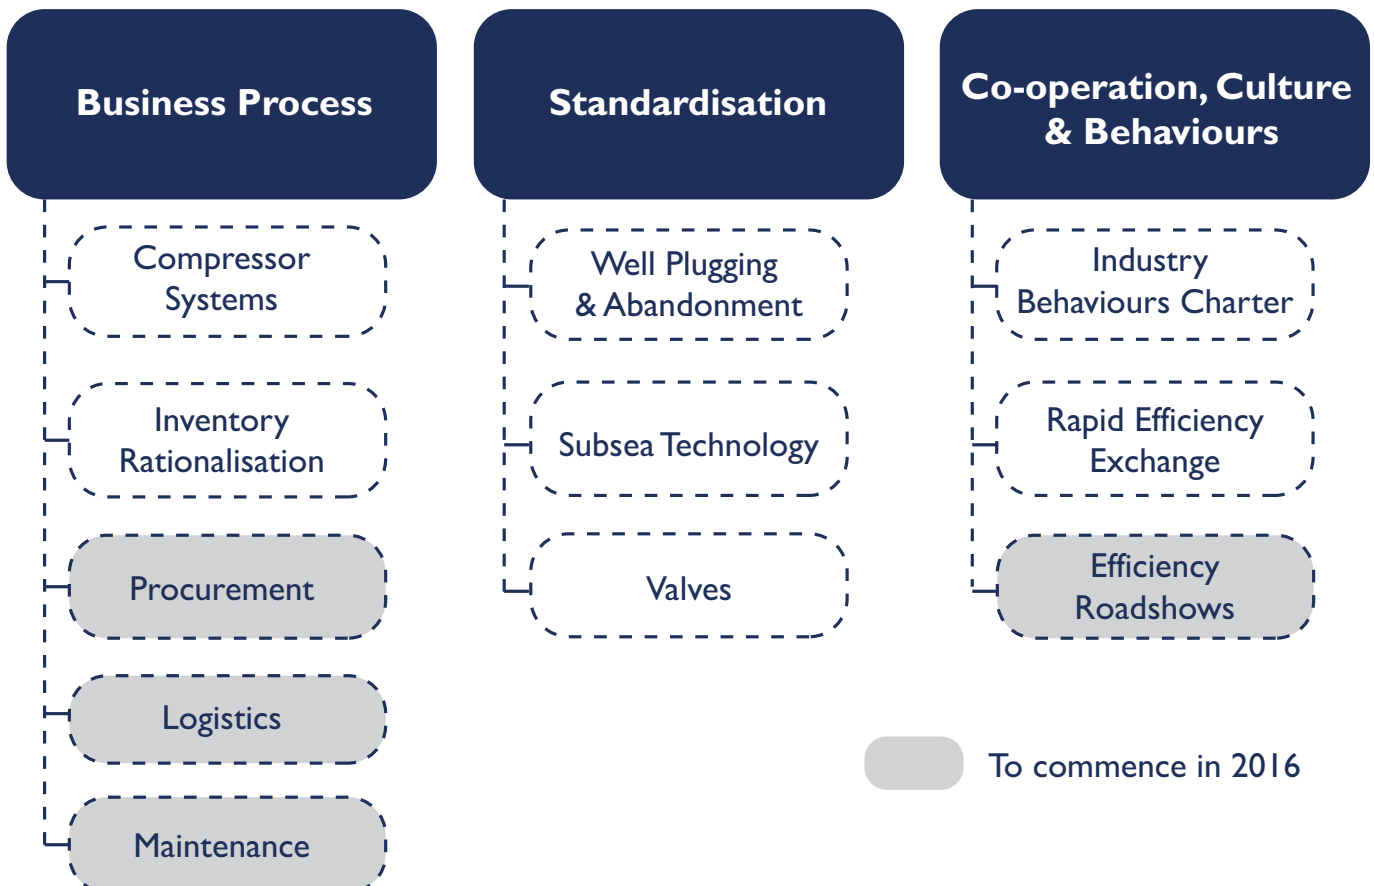 Business Process
Compressor
Systems
Inventory
Rationalisation
Procurement
Logistics
Maintenance
Standardisation
Well Plugging
& Abandonment
Subsea Technology
Valves
Co-operation, Culture
& Behaviours
Industry
Behaviours Charter
Rapid Efficiency
Exchange
Efficiency
Roadshows
To commence in 2016